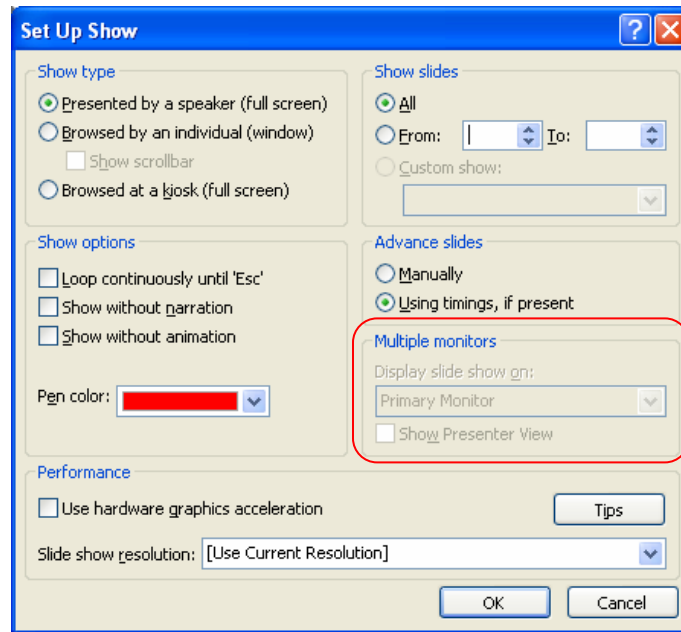 Set Up Show
Show type
Presented by a speaker (full screen)
Browsed by an individual (window)
Show scrollbar
Browsed at a kiosk (full screen)
Show slides
All
From: To:
Custom show:
Show options
Loop continuously until 'Esc'
Show without narration
Show without animation
Pen color:
Advance slides
Manually
Using timings, if present
Multiple monitors
Display slide show on:
Primary Monitor
Show Presenter View
Performance
Use hardware graphics acceleration
Tips
Slide show resolution: [Use Current Resolution]
OK Cancel